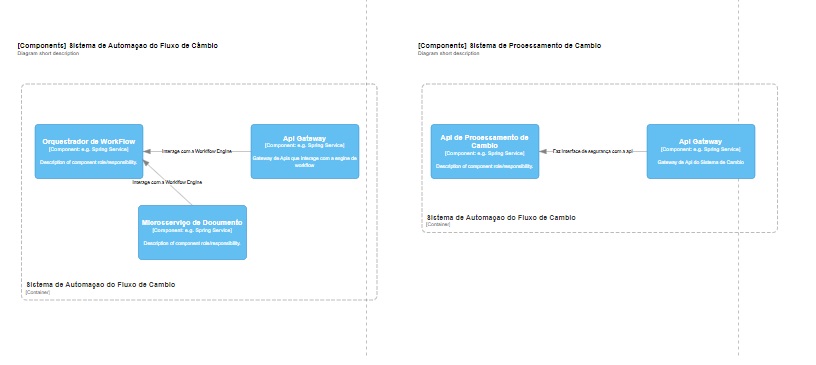 [Components] Sistema de Automaçao do Fluxo de Câmbio
Diagram short description
Orquestrador de WorkFlow
[Component: e.g. Spring Service]
Description of component role/responsibility.
Interage com a Workflow Engine
Api Gataway
[Component: e.g. Spring Service]
Gateway de Apis que interage com a engine de
workflow
Interage com a Workflow Engine
Microsserviço de Documento
[Component: e.g. Spring Service]
Description of component role/responsibility.
Sistema de Automaçao do Fluxo de Cambio
[Container]
[Components] Sistema de Processamento de Cambio
Diagram short description
Api de Processamento de
Cambio
[Component: e.g. Spring Service]
Description of component role/responsibility.
Faz interface de segurança com a api
Api Gateway
[Component: e.g. Spring Service]
Gateway de Api do Sistema de Cambio
Sistema de Automaçao do Fluxo de Cambio
[Container]